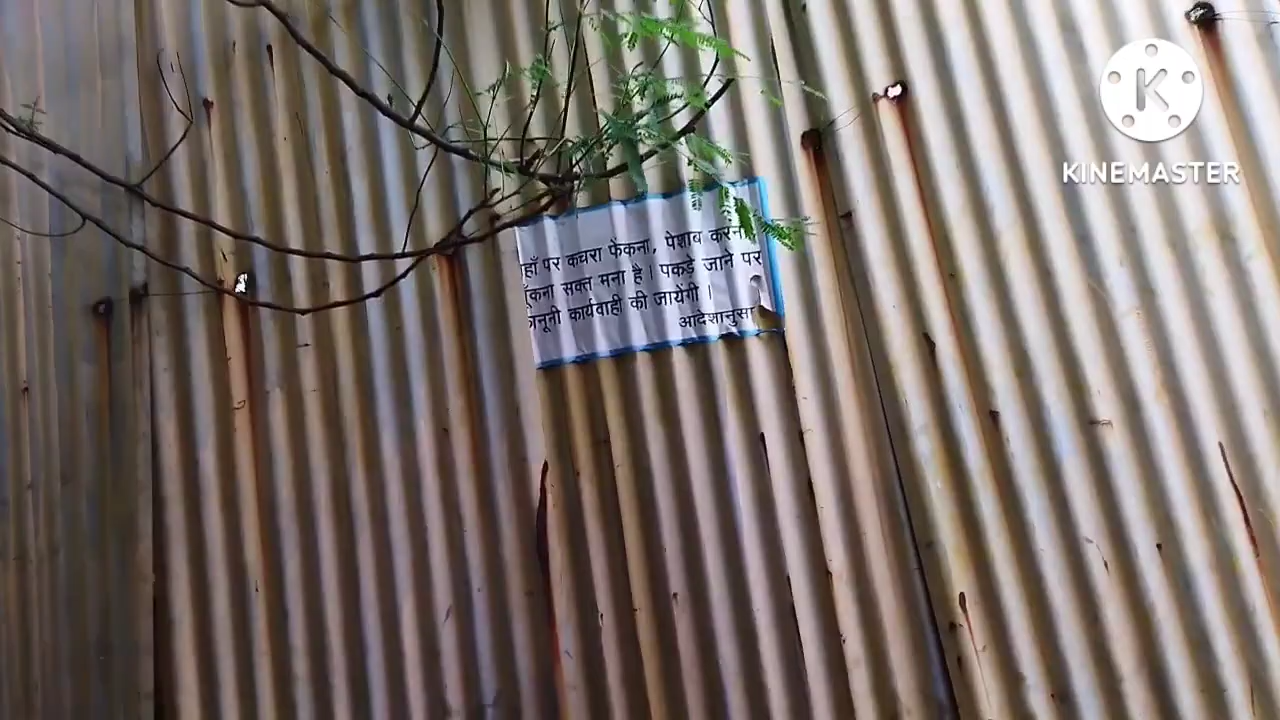 हाँ पर कचरा फेंकना, पेशाब करना
ूकना सक्त मना है । पकडे जाने पर
ानूनी कार्यवाही की जायेंगी ।
आदेशानुसा
KINEMASTER